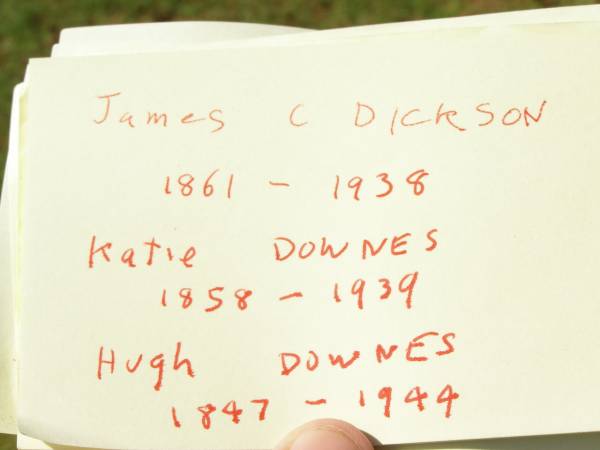 James C DICKSON
1861 - 1938
Katie DOWNES
1858 - 1939
Hugh DOWNES
1847 - 1944